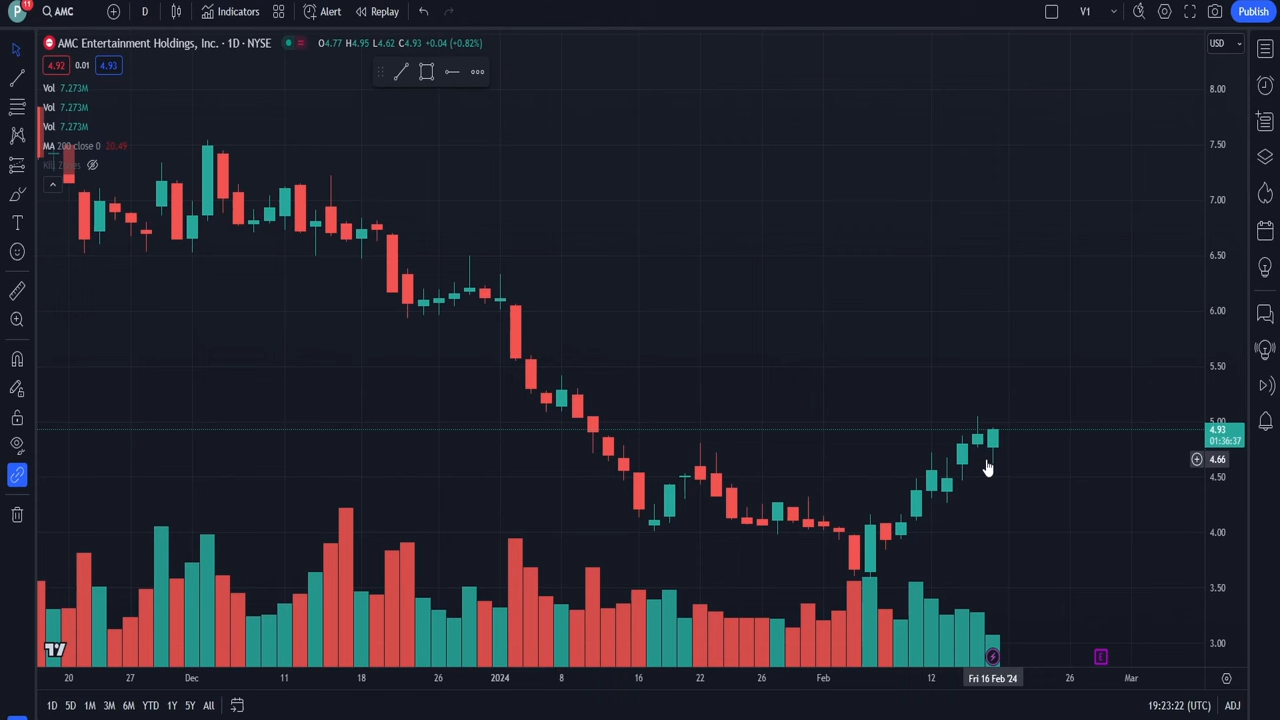 P 11 AMC D Indicators Alert Replay V1 Publish
AMC Entertainment Holdings, Inc. · 1D · NYSE O4.77 H4.95 L4.62 C4.93 +0.04 (+0.82%) USD
4.92 0.01 4.93
Vol 7.273M
Vol 7.273M
Vol 7.273M
MA 200 close 0 20.49
Kill Zones
8.00
7.50
7.00
6.50
6.00
5.50
5.00
4.93
01:36:37
4.66
4.50
4.00
3.50
3.00
E
20 27 Dec 11 18 26 2024 8 16 22 26 Feb 12 Fri 16 Feb '24 26 Mar
1D 5D 1M 3M 6M YTD 1Y 5Y All 19:23:22 (UTC) ADJ